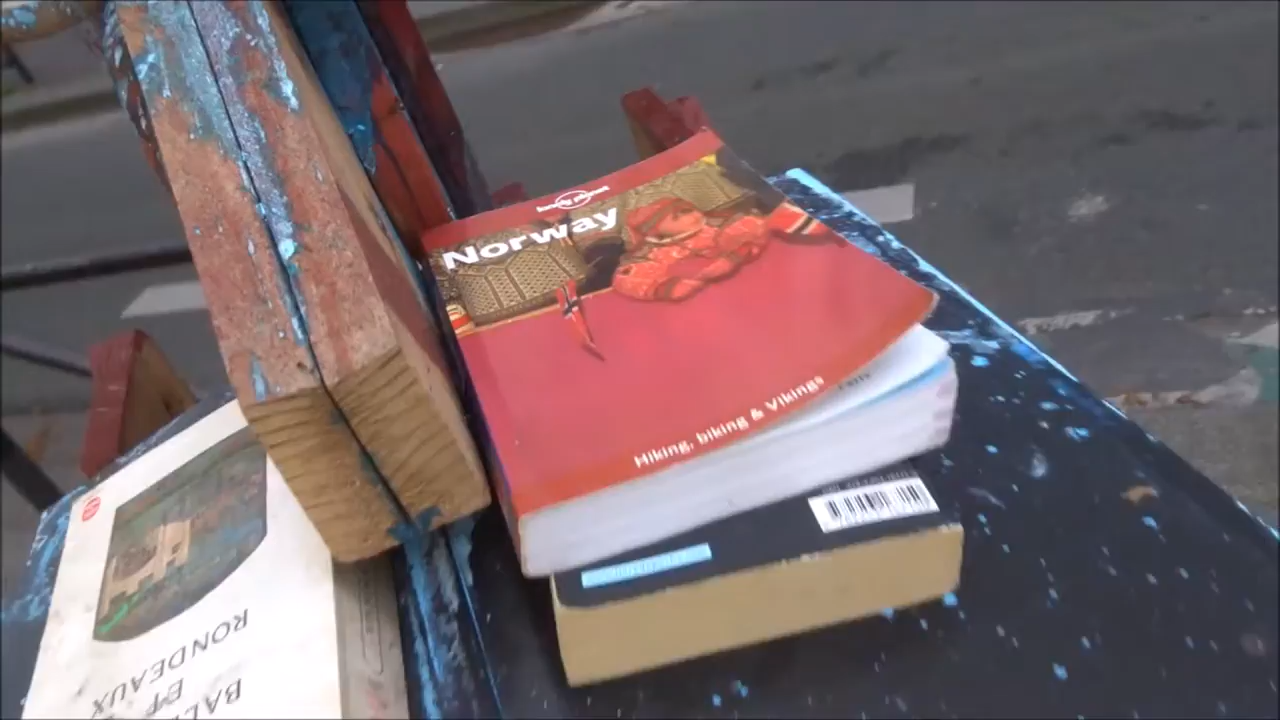 lonely planet
Norway
Hiking, biking & Vikings
BAL
ET
RONDEAUX